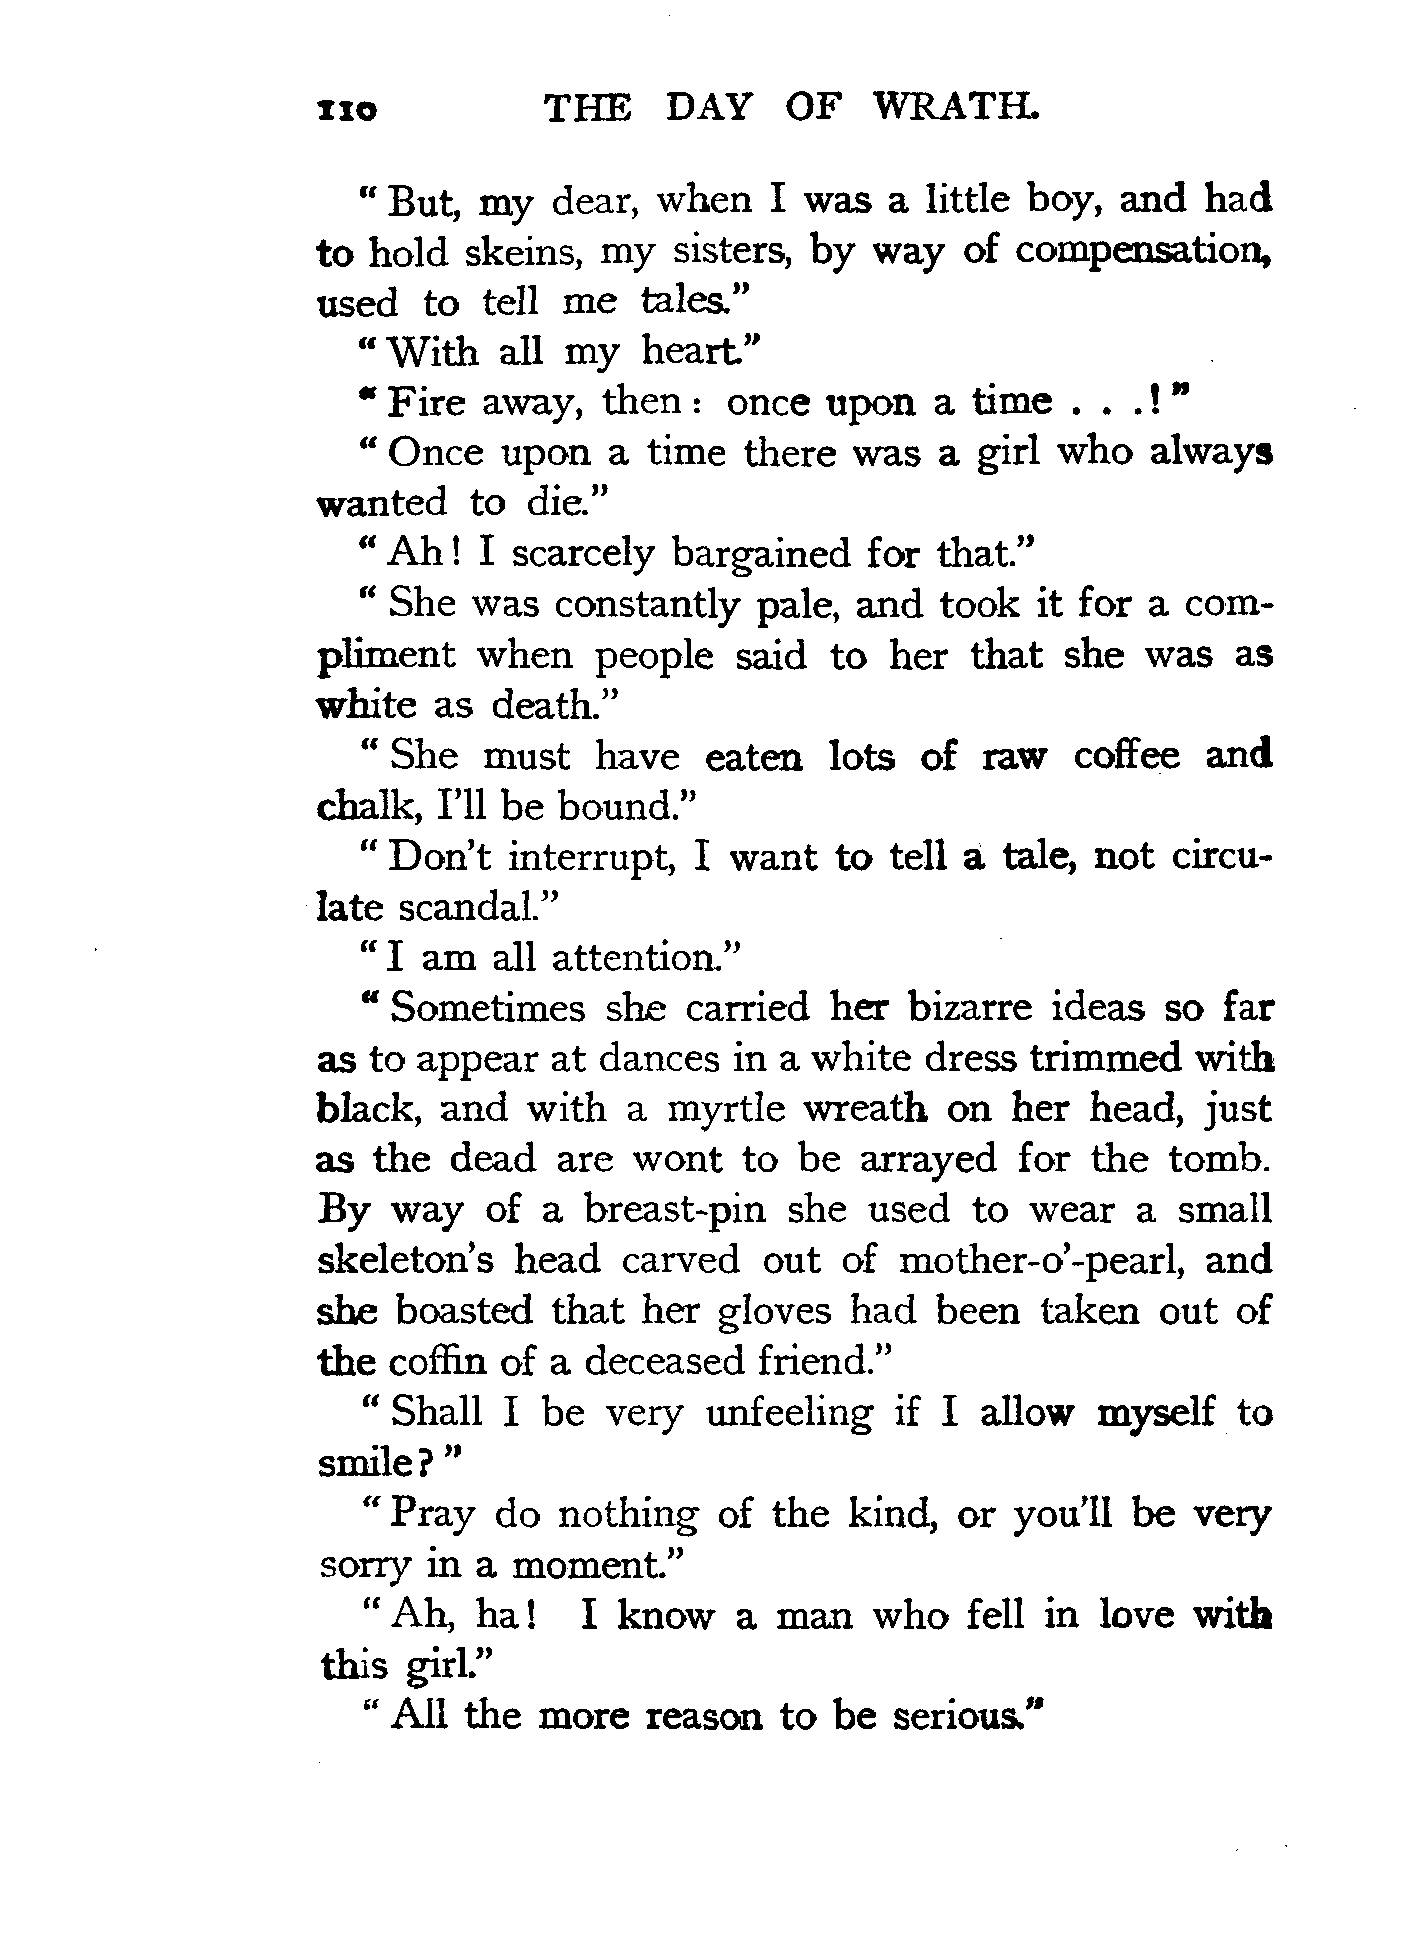 110 THE DAY OF WRATH.
“But, my dear, when I was a little boy, and had
to hold skeins, my sisters, by way of compensation,
used to tell me tales.”
“With all my heart.”
“Fire away, then: once upon a time . . .!”
“Once upon a time there was a girl who always
wanted to die.”
“Ah! I scarcely bargained for that.”
“She was constantly pale, and took it for a com-
pliment when people said to her that she was as
white as death.”
“She must have eaten lots of raw coffee and
chalk, I'll be bound.”
“Don't interrupt, I want to tell a tale, not circu-
late scandal.”
“I am all attention.”
“Sometimes she carried her bizarre ideas so far
as to appear at dances in a white dress trimmed with
black, and with a myrtle wreath on her head, just
as the dead are wont to be arrayed for the tomb.
By way of a breast-pin she used to wear a small
skeleton's head carved out of mother-o'-pearl, and
she boasted that her gloves had been taken out of
the coffin of a deceased friend.”
“Shall I be very unfeeling if I allow myself to
smile?”
“Pray do nothing of the kind, or you'll be very
sorry in a moment.”
“Ah, ha! I know a man who fell in love with
this girl.”
“All the more reason to be serious.”